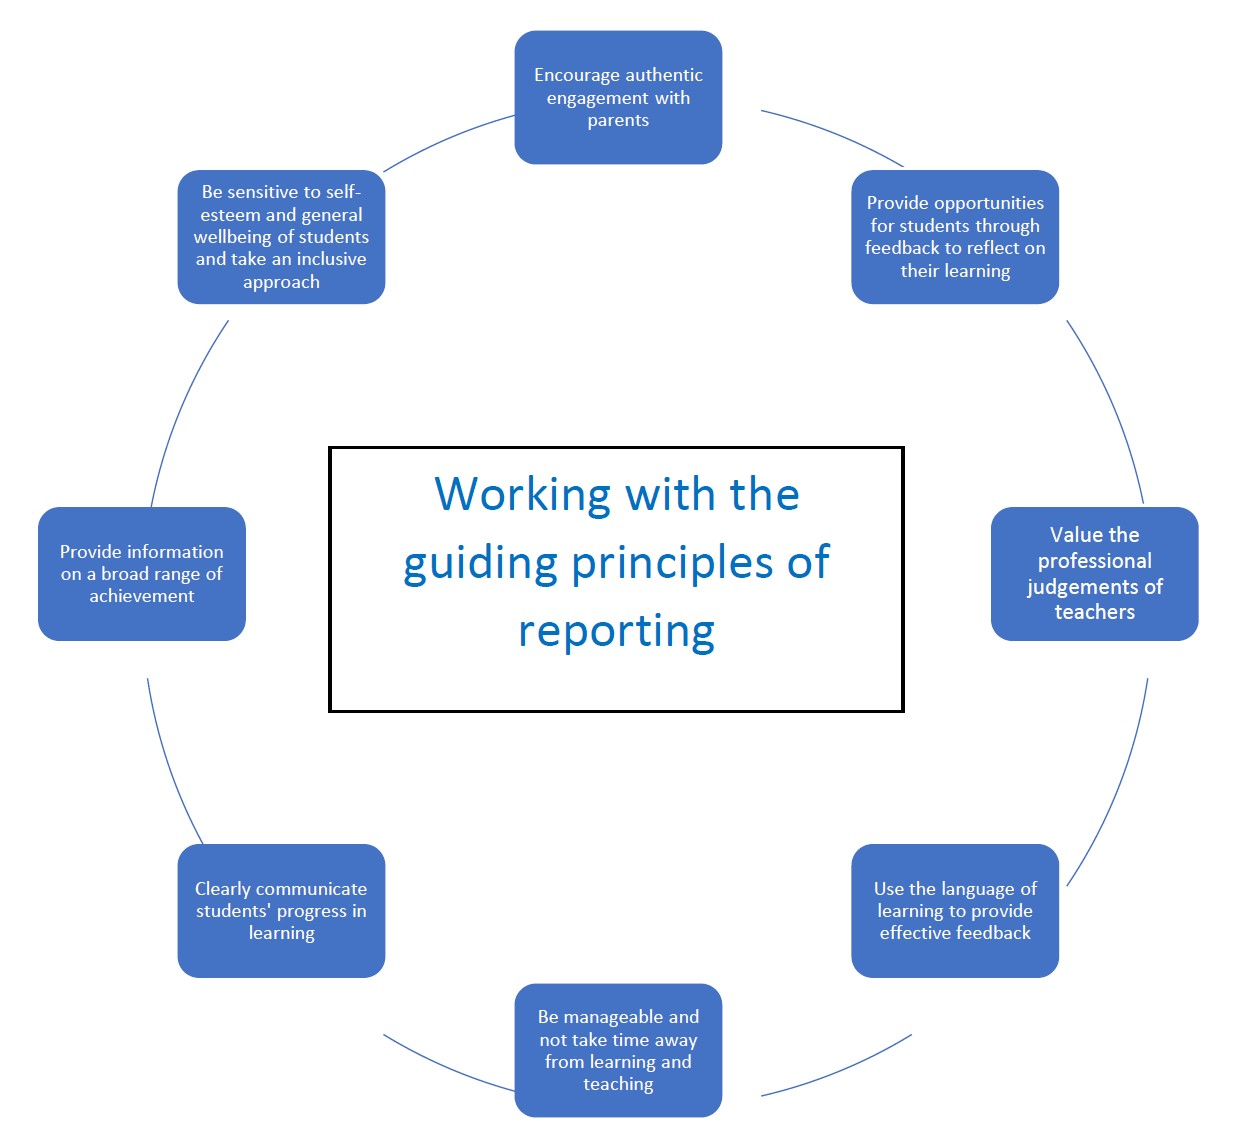 Encourage authentic
engagement with
parents
Provide opportunities
for students through
feedback to reflect on
their learning
Value the
professional
judgements of
teachers
Use the language of
learning to provide
effective feedback
Be manageable and
not take time away
from learning and
teaching
Clearly communicate
students' progress in
learning
Provide information
on a broad range of
achievement
Be sensitive to self-
esteem and general
wellbeing of students
and take an inclusive
approach
Working with the
guiding principles of
reporting